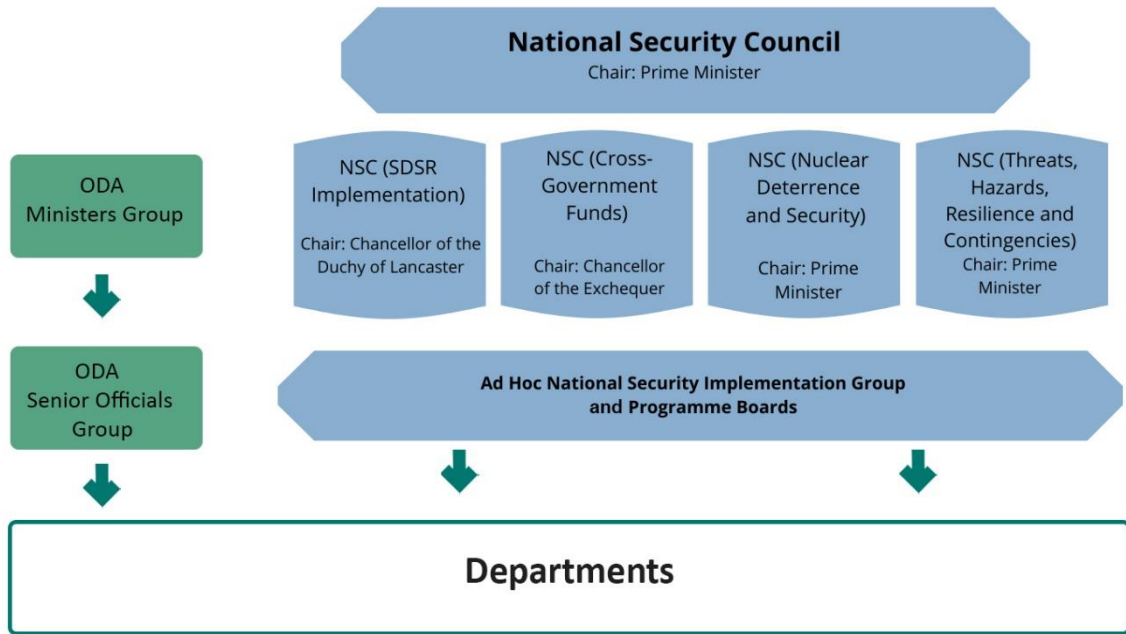 National Security Council
Chair: Prime Minister
ODA
Ministers Group
NSC (SDSR
Implementation)
Chair: Chancellor of the
Duchy of Lancaster
NSC (Cross-
Government
Funds)
Chair: Chancellor
of the Exchequer
NSC (Nuclear
Deterrence
and Security)
Chair: Prime
Minister
NSC (Threats,
Hazards,
Resilience and
Contingencies)
Chair: Prime
Minister
ODA
Senior Officials
Group
Ad Hoc National Security Implementation Group
and Programme Boards
Departments